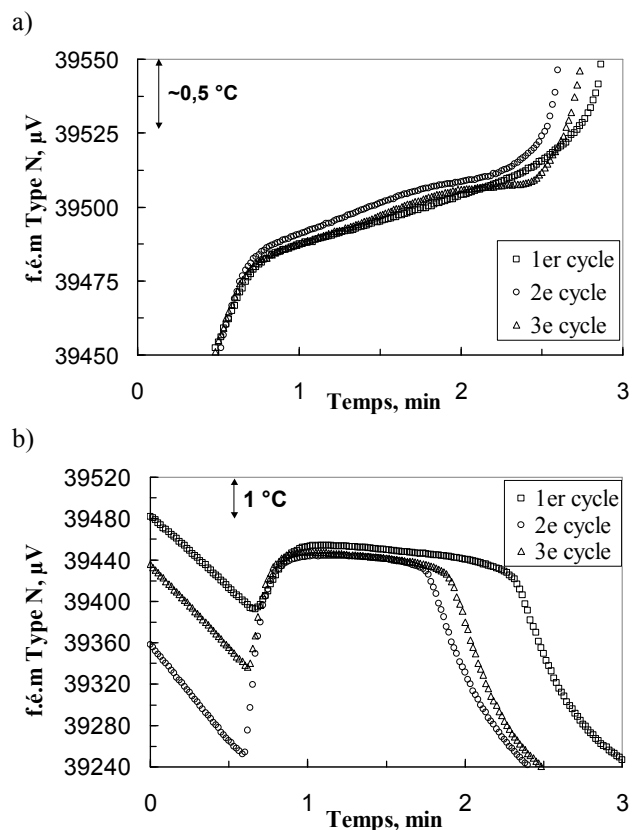 a)
39550
39525
39500
39475
39450
f.é.m Type N, µV
~0,5 °C
1er cycle
2e cycle
3e cycle
0
1
2
3
Temps, min
b)
39520
39480
39440
39400
39360
39320
39280
39240
f.é.m Type N, µV
1 °C
1er cycle
2e cycle
3e cycle
0
1
2
3
Temps, min